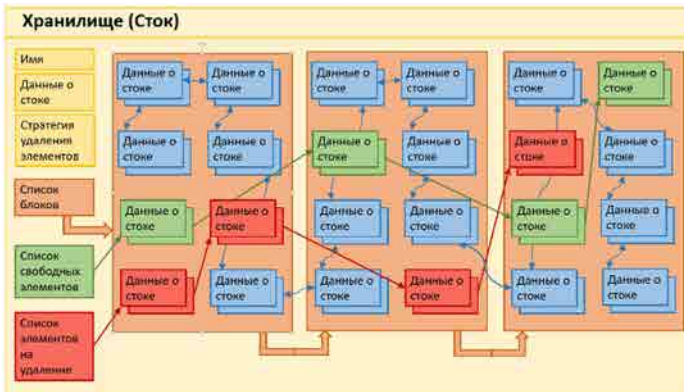 Хранилище (Сток)
Имя
Данные о
стоке
Стратегия
удаления
элементов
Список
блоков
Список
свободных
элементов
Список
элементов
на
удаление
Данные о
стоке
Данные о
стоке
Данные о
стоке
Данные о
стоке
Данные о
стоке
Данные о
стоке
Данные о
стоке
Данные о
стоке
Данные о
стоке
Данные о
стоке
Данные о
стоке
Данные о
стоке
Данные о
стоке
Данные о
стоке
Данные о
стоке
Данные о
стоке
Данные о
стоке
Данные о
стоке
Данные о
стоке
Данные о
стоке
Данные о
стоке
Данные о
стоке
Данные о
стоке
Данные о
стоке